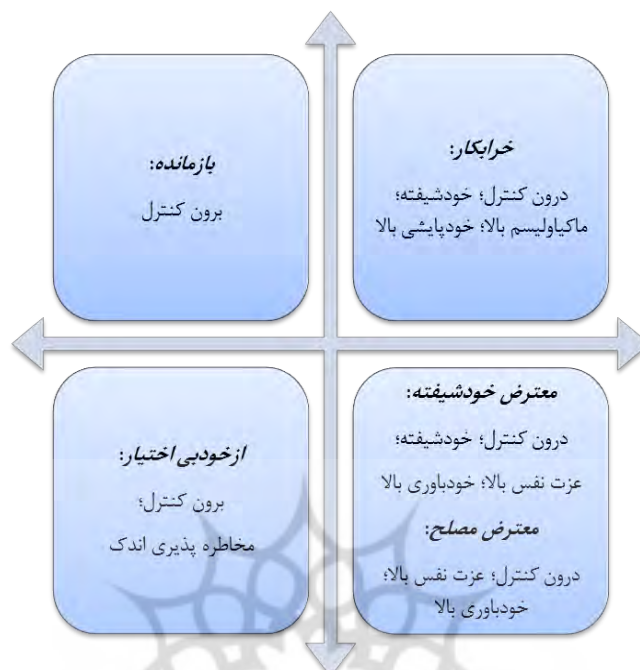 خرابکار:
درون کنترل؛ خودشیفته؛
ماکیاولیسم بالا؛ خودپایشی بالا
بازمانده:
برون کنترل
معترض خودشیفته:
درون کنترل؛ خودشیفته؛
عزت نفس بالا؛ خودباوری بالا
معترض مصلح:
درون کنترل؛ عزت نفس بالا؛
خودباوری بالا
ازخودبی اختیار:
برون کنترل؛
مخاطره پذیری اندک